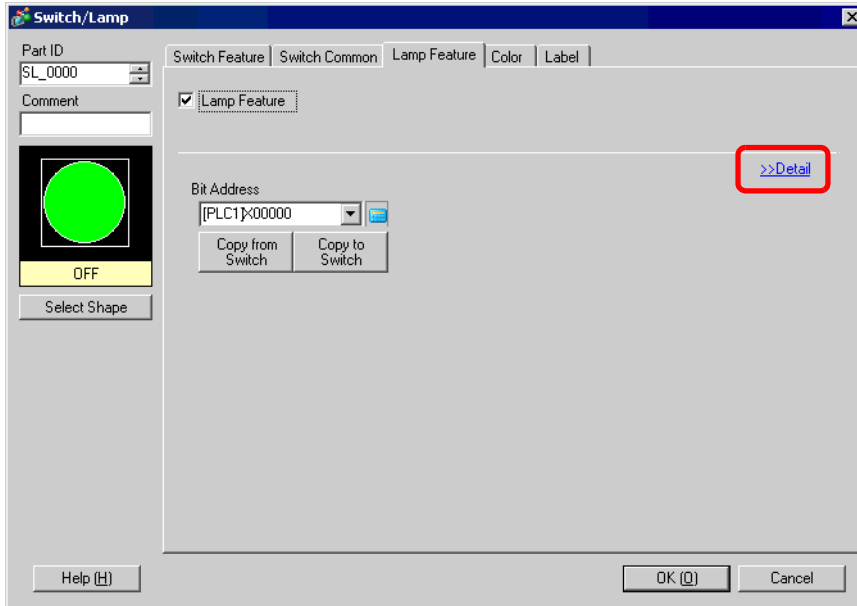 Switch/Lamp
Part ID
SL_0000
Comment
OFF
Select Shape
Switch Feature
Switch Common
Lamp Feature
Color
Label
Lamp Feature
>>Detail
Bit Address
[PLC1]X00000
Copy from
Switch
Copy to
Switch
Help (H)
OK (O)
Cancel